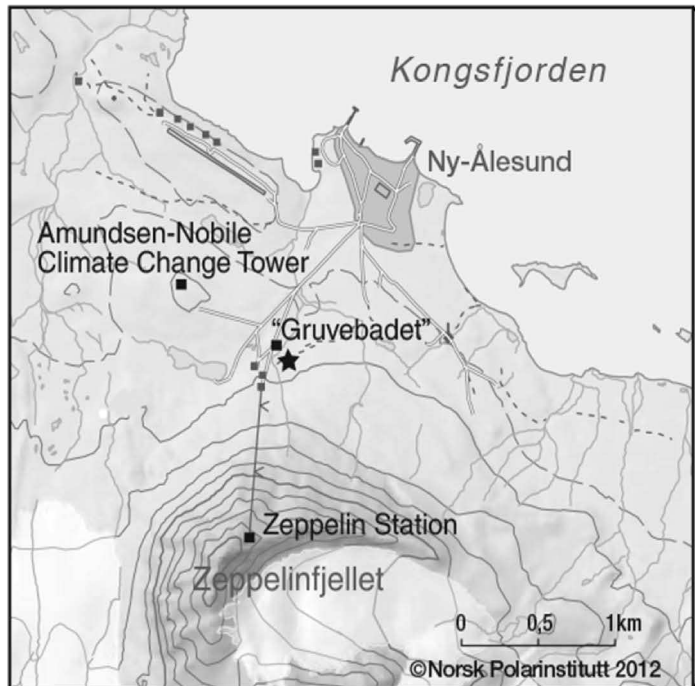 Kongsfjorden
Ny-Ålesund
Amundsen-Nobile
Climate Change Tower
“Gruvebadet”
Zeppelin Station
Zeppelinfjellet
0 0,5 1km
©Norsk Polarinstitutt 2012